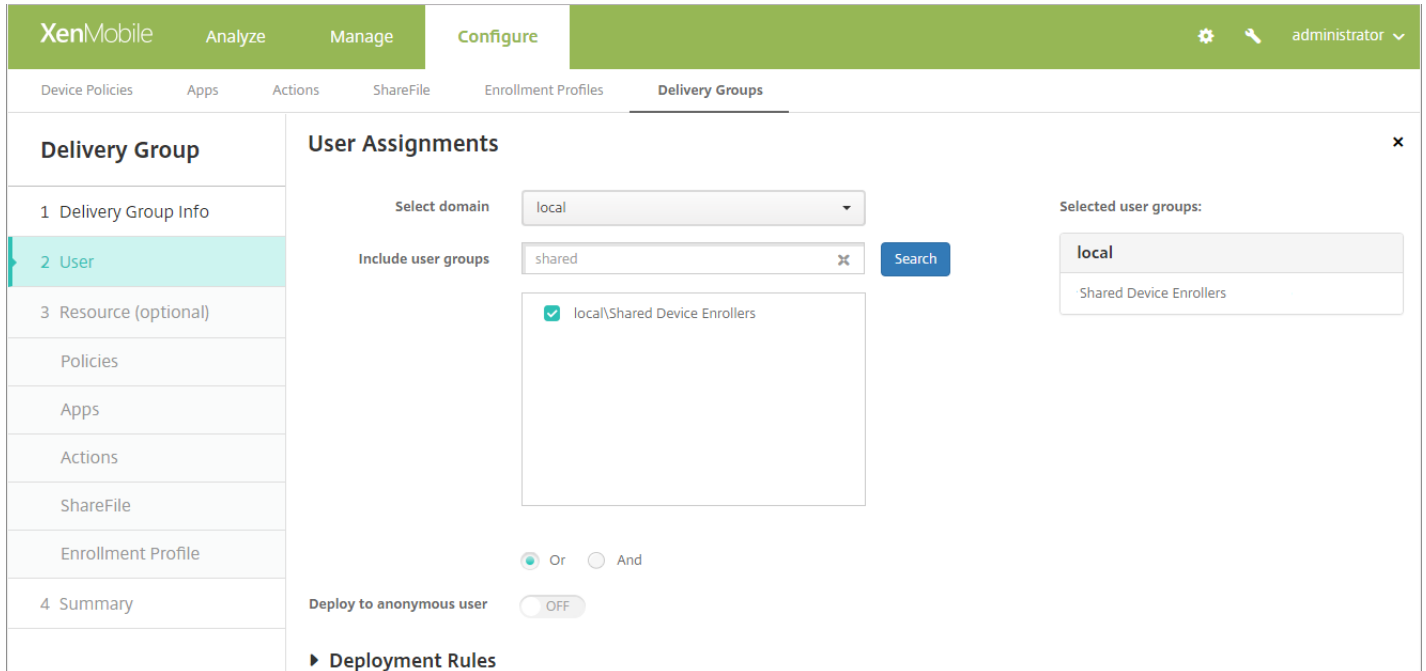 XenMobile Analyze Manage Configure administrator
Device Policies Apps Actions ShareFile Enrollment Profiles Delivery Groups
Delivery Group
1 Delivery Group Info
2 User
3 Resource (optional)
Policies
Apps
Actions
ShareFile
Enrollment Profile
4 Summary
User Assignments
Select domain local
Include user groups shared Search
local\Shared Device Enrollers
Or And
Deploy to anonymous user OFF
Deployment Rules
Selected user groups:
local
Shared Device Enrollers